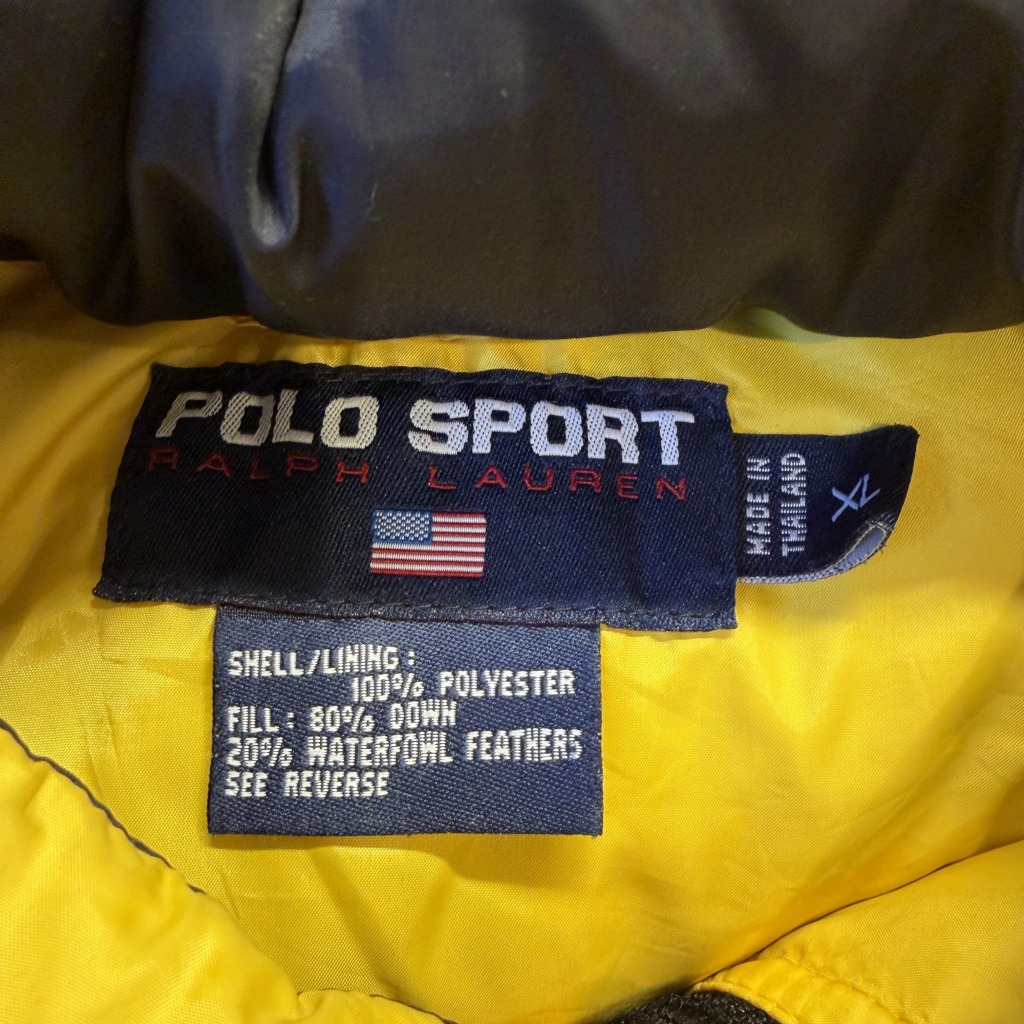 POLO SPORT
RALPH LAUREN
MADE IN
THAILAND
XL
SHELL/LINING:
100% POLYESTER
FILL: 80% DOWN
20% WATERFOWL FEATHERS
SEE REVERSE